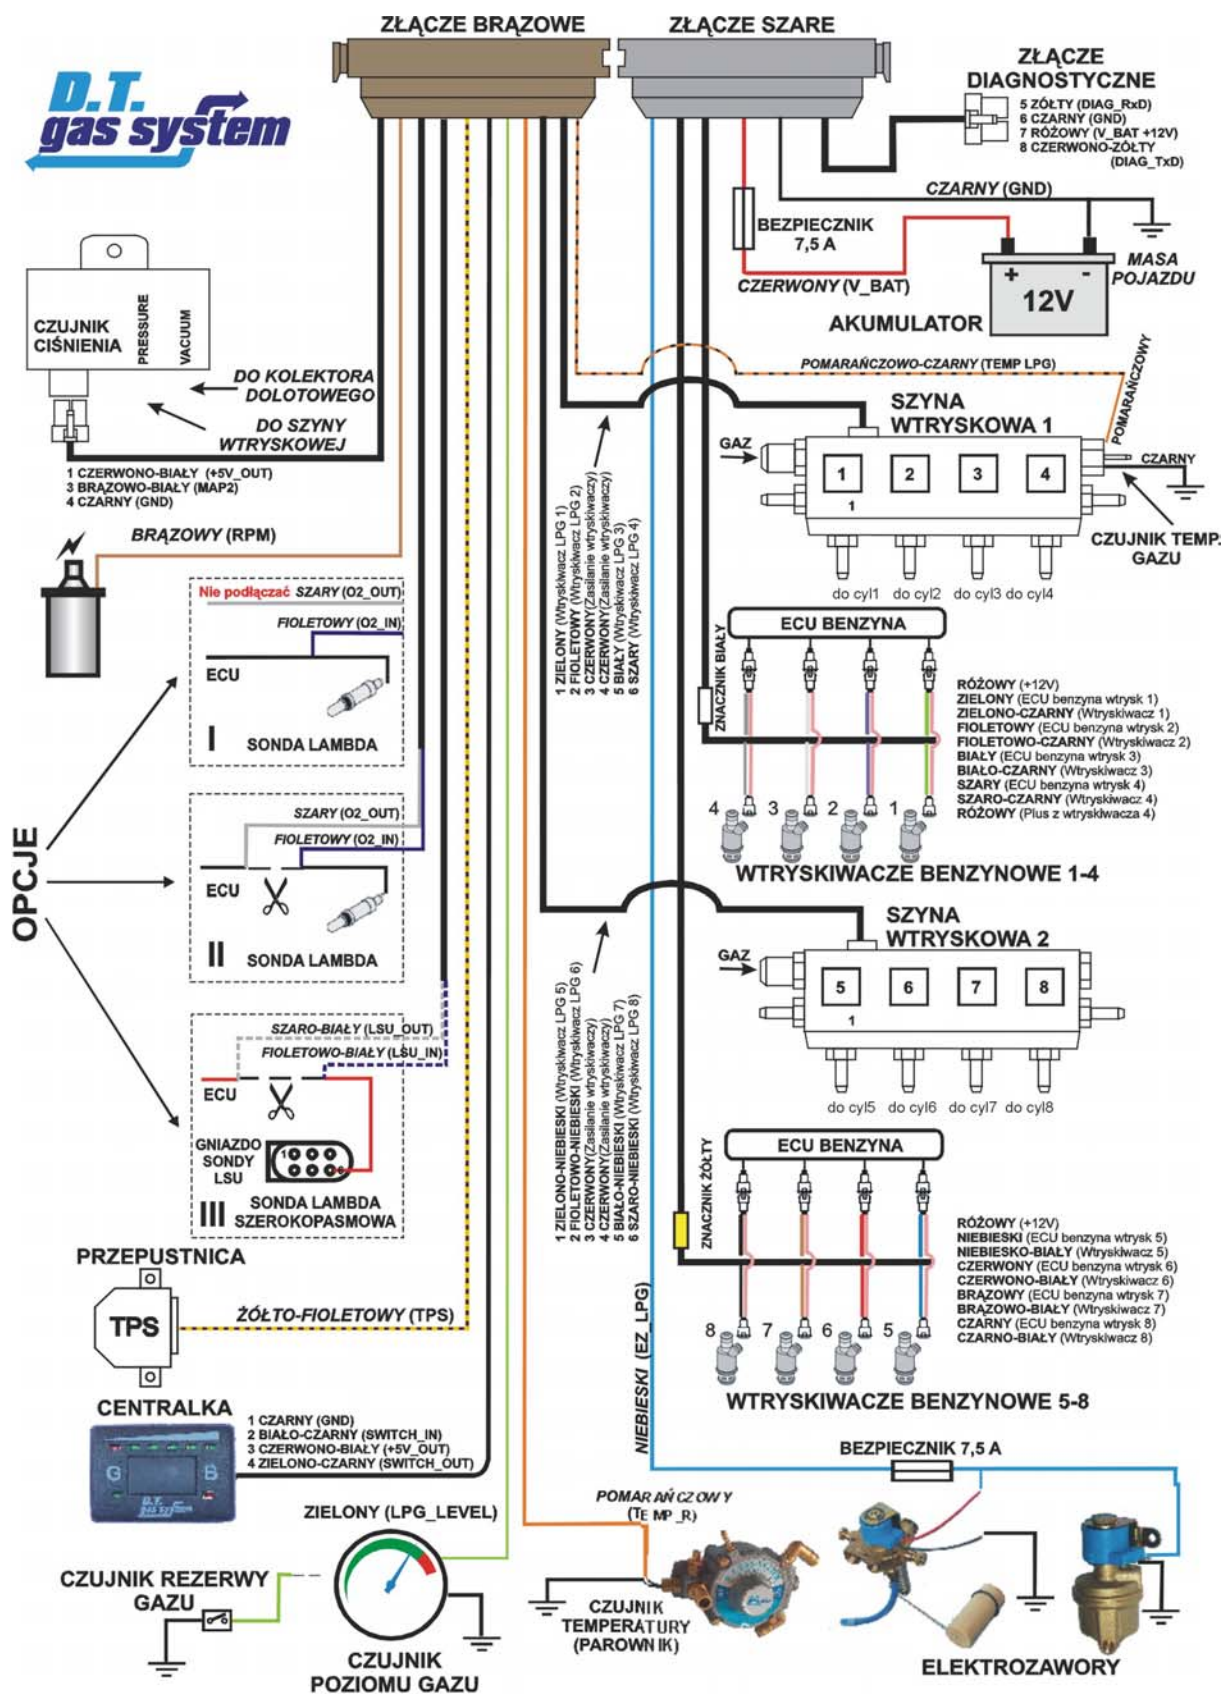 ZŁĄCZE BRĄZOWE
ZŁĄCZE SZARE
D.T.
gas system
ZŁĄCZE
DIAGNOSTYCZNE
5 ZÓŁTY (DIAG_RxD)
6 CZARNY (GND)
7 RÓŻOWY (V_BAT +12V)
8 CZERWONO-ZÓŁTY
(DIAG_TxD)
CZARNY (GND)
BEZPIECZNIK
7,5 A
CZERWONY (V_BAT)
MASA
POJAZDU
+ -
12V
AKUMULATOR
CZUJNIK
CIŚNIENIA
PRESSURE
VACUUM
DO KOLEKTORA
DOLOTOWEGO
DO SZYNY
WTRYSKOWEJ
1 CZERWONO-BIAŁY (+5V_OUT)
3 BRĄZOWO-BIAŁY (MAP2)
4 CZARNY (GND)
BRĄZOWY (RPM)
POMARAŃCZOWO-CZARNY (TEMP LPG)
POMARAŃCZOWY
SZYNA
WTRYSKOWA 1
GAZ
1 2 3 4
1
CZARNY
CZUJNIK TEMP.
GAZU
do cyl1 do cyl2 do cyl3 do cyl4
1 ZIELONY (Wtryskiwacz LPG 1)
2 FIOLETOWY (Wtryskiwacz LPG 2)
3 CZERWONY(Zasilanie wtryskiwaczy)
4 CZERWONY(Zasilanie wtryskiwaczy)
5 BIAŁY (Wtryskiwacz LPG 3)
6 SZARY (Wtryskiwacz LPG 4)
OPCJE
Nie podłączać SZARY (O2_OUT)
FIOLETOWY (O2_IN)
ECU
I SONDA LAMBDA
SZARY (O2_OUT)
FIOLETOWY (O2_IN)
ECU
II SONDA LAMBDA
SZARO-BIAŁY (LSU_OUT)
FIOLETOWO-BIAŁY (LSU_IN)
ECU
GNIAZDO
SONDY
LSU
1
6
III SONDA LAMBDA
SZEROKOPASMOWA
ZNACZNIK BIAŁY
ECU BENZYNA
RÓŻOWY (+12V)
ZIELONY (ECU benzyna wtrysk 1)
ZIELONO-CZARNY (Wtryskiwacz 1)
FIOLETOWY (ECU benzyna wtrysk 2)
FIOLETOWO-CZARNY (Wtryskiwacz 2)
BIAŁY (ECU benzyna wtrysk 3)
BIAŁO-CZARNY (Wtryskiwacz 3)
SZARY (ECU benzyna wtrysk 4)
SZARO-CZARNY (Wtryskiwacz 4)
RÓŻOWY (Plus z wtryskiwacza 4)
4 3 2 1
WTRYSKIWACZE BENZYNOWE 1-4
SZYNA
WTRYSKOWA 2
GAZ
5 6 7 8
1
do cyl5 do cyl6 do cyl7 do cyl8
1 ZIELONO-NIEBIESKI (Wtryskiwacz LPG 5)
2 FIOLETOWO-NIEBIESKI (Wtryskiwacz LPG 6)
3 CZERWONY(Zasilanie wtryskiwaczy)
4 CZERWONY(Zasilanie wtryskiwaczy)
5 BIAŁO-NIEBIESKI (Wtryskiwacz LPG 7)
6 SZARO-NIEBIESKI (Wtryskiwacz LPG 8)
ZNACZNIK ŻÓŁTY
ECU BENZYNA
RÓŻOWY (+12V)
NIEBIESKI (ECU benzyna wtrysk 5)
NIEBIESKO-BIAŁY (Wtryskiwacz 5)
CZERWONY (ECU benzyna wtrysk 6)
CZERWONO-BIAŁY (Wtryskiwacz 6)
BRĄZOWY (ECU benzyna wtrysk 7)
BRĄZOWO-BIAŁY (Wtryskiwacz 7)
CZARNY (ECU benzyna wtrysk 8)
CZARNO-BIAŁY (Wtryskiwacz 8)
8 7 6 5
WTRYSKIWACZE BENZYNOWE 5-8
PRZEPUSTNICA
TPS
ŻÓŁTO-FIOLETOWY (TPS)
CENTRALKA
G B
D.T.
gas system
1 CZARNY (GND)
2 BIAŁO-CZARNY (SWITCH_IN)
3 CZERWONO-BIAŁY (+5V_OUT)
4 ZIELONO-CZARNY (SWITCH_OUT)
NIEBIESKI (EZ_LPG)
BEZPIECZNIK 7,5 A
ZIELONY (LPG_LEVEL)
CZUJNIK REZERWY
GAZU
CZUJNIK
POZIOMU GAZU
POMARAŃCZOWY
(TEMP_R)
CZUJNIK
TEMPERATURY
(PAROWNIK)
ELEKTROZAWORY